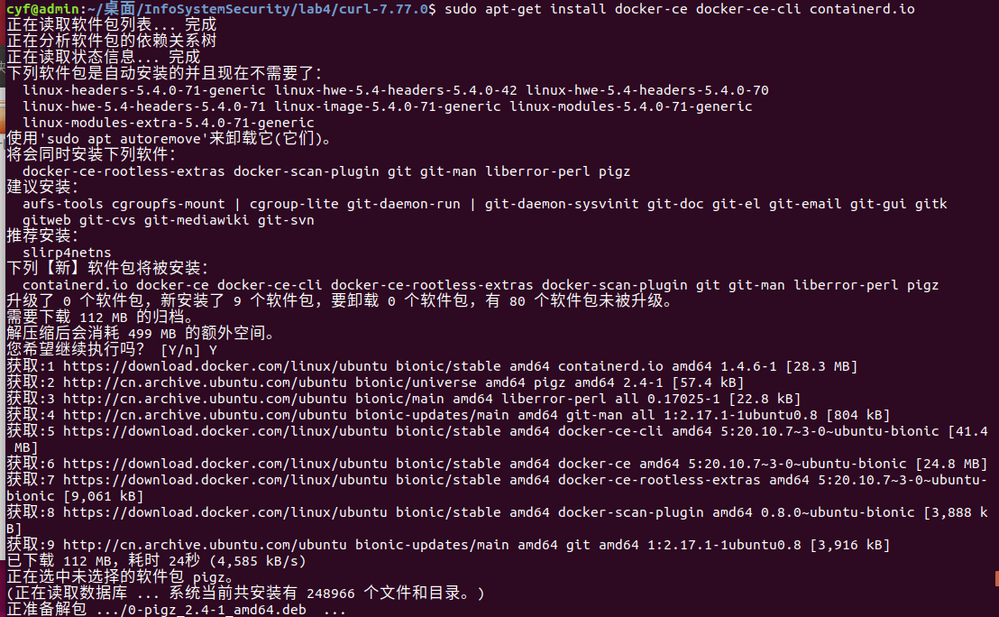 cyf@admin:~/桌面/InfoSystemSecurity/lab4/curl-7.77.0$ sudo apt-get install docker-ce docker-ce-cli containerd.io
正在读取软件包列表... 完成
正在分析软件包的依赖关系树
正在读取状态信息... 完成
下列软件包是自动安装的并且现在不需要了：
  linux-headers-5.4.0-71-generic linux-hwe-5.4-headers-5.4.0-42 linux-hwe-5.4-headers-5.4.0-70
  linux-hwe-5.4-headers-5.4.0-71 linux-image-5.4.0-71-generic linux-modules-5.4.0-71-generic
  linux-modules-extra-5.4.0-71-generic
使用'sudo apt autoremove'来卸载它(它们)。
将会同时安装下列软件：
  docker-ce-rootless-extras docker-scan-plugin git git-man liberror-perl pigz
建议安装：
  aufs-tools cgroupfs-mount | cgroup-lite git-daemon-run | git-daemon-sysvinit git-doc git-el git-email git-gui gitk
  gitweb git-cvs git-mediawiki git-svn
推荐安装：
  slirp4netns
下列【新】软件包将被安装：
  containerd.io docker-ce docker-ce-cli docker-ce-rootless-extras docker-scan-plugin git git-man liberror-perl pigz
升级了 0 个软件包，新安装了 9 个软件包，要卸载 0 个软件包，有 80 个软件包未被升级。
需要下载 112 MB 的归档。
解压缩后会消耗 499 MB 的额外空间。
您希望继续执行吗？ [Y/n] Y
获取:1 https://download.docker.com/linux/ubuntu bionic/stable amd64 containerd.io amd64 1.4.6-1 [28.3 MB]
获取:2 http://cn.archive.ubuntu.com/ubuntu bionic/universe amd64 pigz amd64 2.4-1 [57.4 kB]
获取:3 http://cn.archive.ubuntu.com/ubuntu bionic/main amd64 liberror-perl all 0.17025-1 [22.8 kB]
获取:4 http://cn.archive.ubuntu.com/ubuntu bionic-updates/main amd64 git-man all 1:2.17.1-1ubuntu0.8 [804 kB]
获取:5 https://download.docker.com/linux/ubuntu bionic/stable amd64 docker-ce-cli amd64 5:20.10.7~3-0~ubuntu-bionic [41.4
 MB]
获取:6 https://download.docker.com/linux/ubuntu bionic/stable amd64 docker-ce amd64 5:20.10.7~3-0~ubuntu-bionic [24.8 MB]
获取:7 https://download.docker.com/linux/ubuntu bionic/stable amd64 docker-ce-rootless-extras amd64 5:20.10.7~3-0~ubuntu-
bionic [9,061 kB]
获取:8 https://download.docker.com/linux/ubuntu bionic/stable amd64 docker-scan-plugin amd64 0.8.0~ubuntu-bionic [3,888 k
B]
获取:9 http://cn.archive.ubuntu.com/ubuntu bionic-updates/main amd64 git amd64 1:2.17.1-1ubuntu0.8 [3,916 kB]
已下载 112 MB，耗时 24秒 (4,585 kB/s)
正在选中未选择的软件包 pigz。
(正在读取数据库 ... 系统当前共安装有 248966 个文件和目录。)
正准备解包 .../0-pigz_2.4-1_amd64.deb  ...